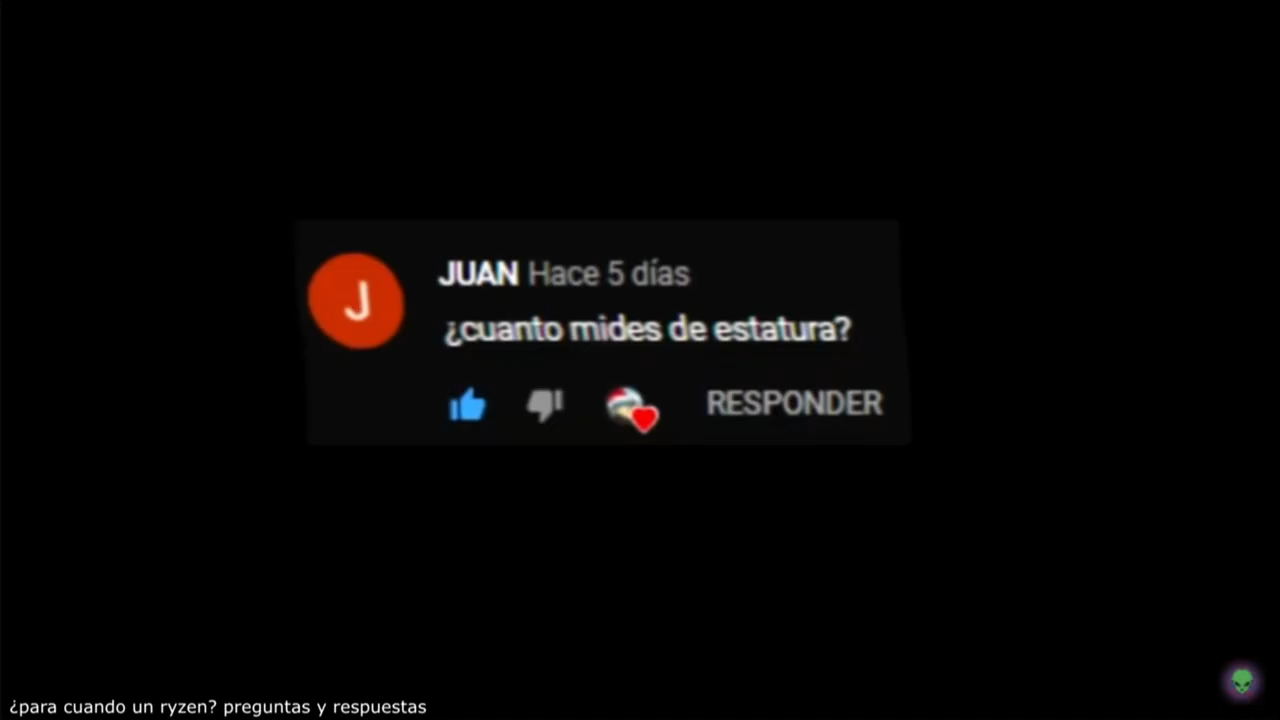 J
JUAN Hace 5 días
¿cuanto mides de estatura?
RESPONDER
¿para cuando un ryzen? preguntas y respuestas